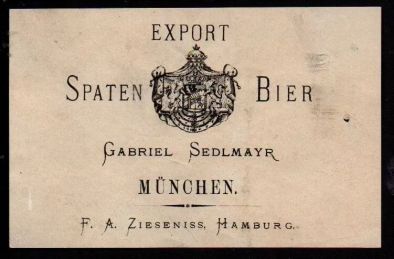 EXPORT
SPATEN BIER
GABRIEL SEDLMAYR
MÜNCHEN.
F. A. ZIESENISS, HAMBURG.